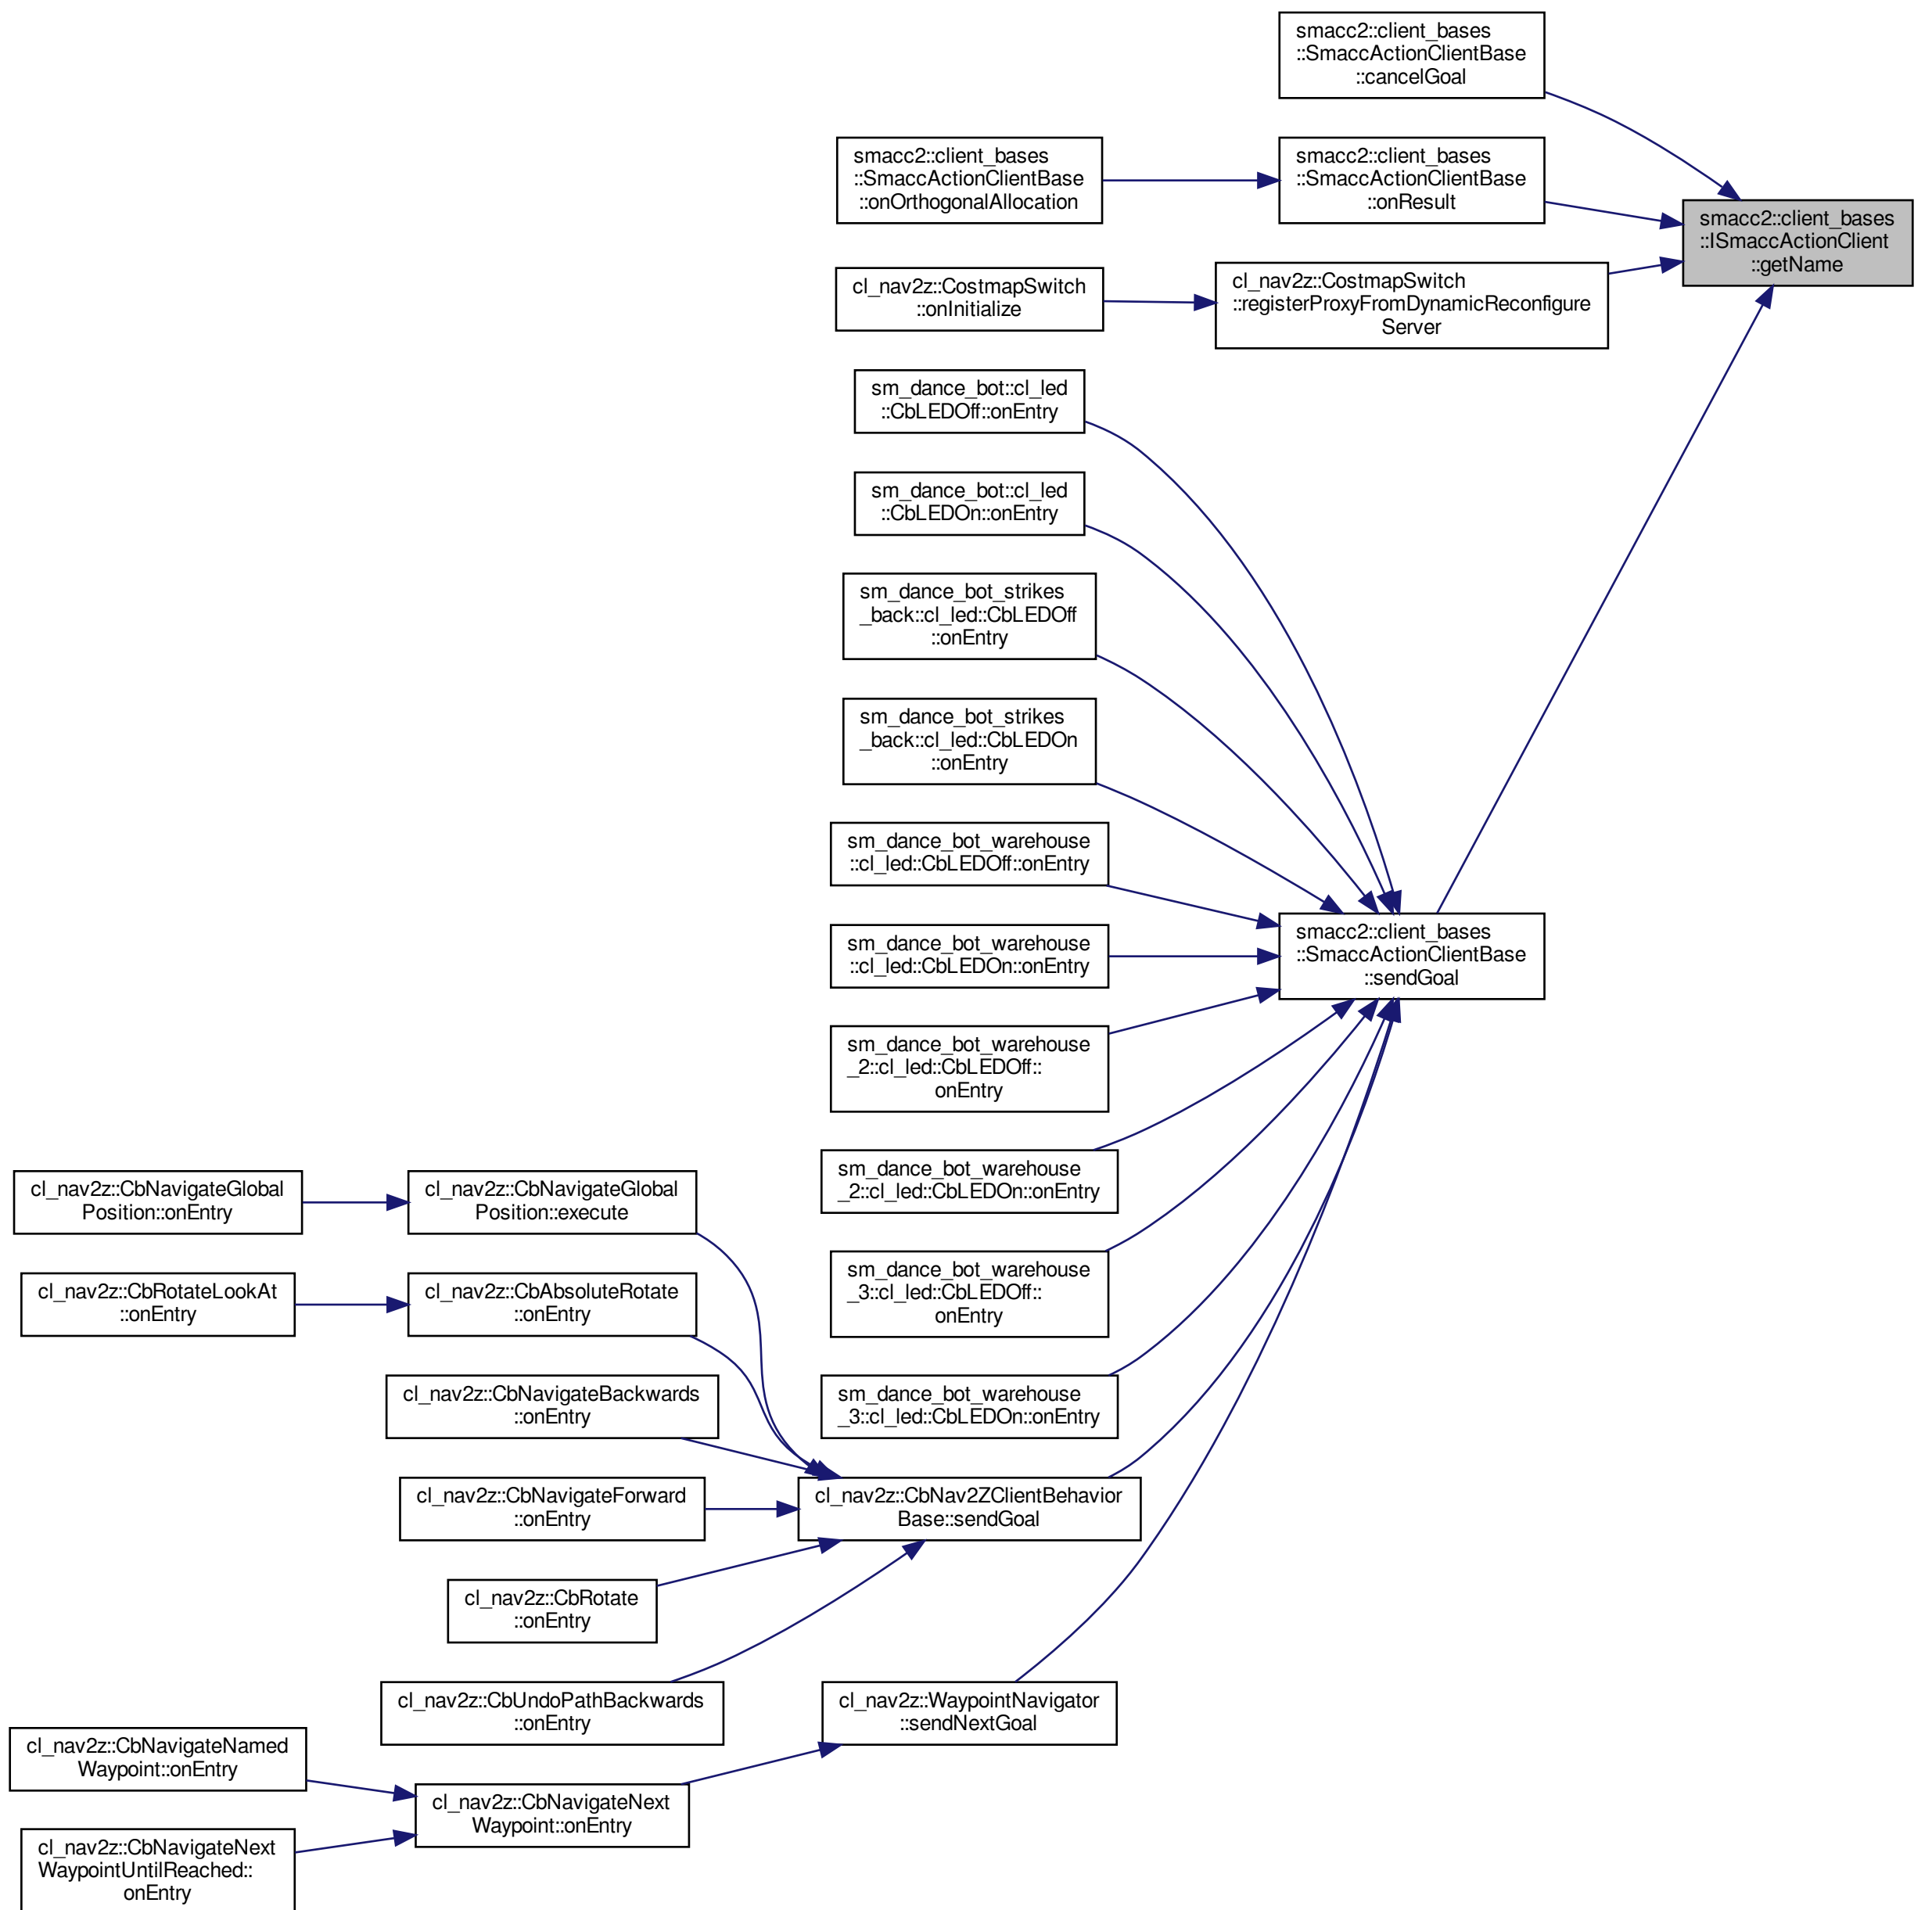 smacc2::client_bases
::SmaccActionClientBase
::cancelGoal
smacc2::client_bases
::SmaccActionClientBase
::onOrthogonalAllocation
smacc2::client_bases
::SmaccActionClientBase
::onResult
smacc2::client_bases
::ISmaccActionClient
::getName
cl_nav2z::CostmapSwitch
::onInitialize
cl_nav2z::CostmapSwitch
::registerProxyFromDynamicReconfigure
Server
sm_dance_bot::cl_led
::CbLEDOff::onEntry
sm_dance_bot::cl_led
::CbLEDOn::onEntry
sm_dance_bot_strikes
_back::cl_led::CbLEDOff
::onEntry
sm_dance_bot_strikes
_back::cl_led::CbLEDOn
::onEntry
sm_dance_bot_warehouse
::cl_led::CbLEDOff::onEntry
sm_dance_bot_warehouse
::cl_led::CbLEDOn::onEntry
smacc2::client_bases
::SmaccActionClientBase
::sendGoal
sm_dance_bot_warehouse
_2::cl_led::CbLEDOff::
onEntry
sm_dance_bot_warehouse
_2::cl_led::CbLEDOn::onEntry
cl_nav2z::CbNavigateGlobal
Position::onEntry
cl_nav2z::CbNavigateGlobal
Position::execute
sm_dance_bot_warehouse
_3::cl_led::CbLEDOff::
onEntry
cl_nav2z::CbRotateLookAt
::onEntry
cl_nav2z::CbAbsoluteRotate
::onEntry
sm_dance_bot_warehouse
_3::cl_led::CbLEDOn::onEntry
cl_nav2z::CbNavigateBackwards
::onEntry
cl_nav2z::CbNavigateForward
::onEntry
cl_nav2z::CbNav2ZClientBehavior
Base::sendGoal
cl_nav2z::CbRotate
::onEntry
cl_nav2z::CbUndoPathBackwards
::onEntry
cl_nav2z::WaypointNavigator
::sendNextGoal
cl_nav2z::CbNavigateNamed
Waypoint::onEntry
cl_nav2z::CbNavigateNext
Waypoint::onEntry
cl_nav2z::CbNavigateNext
WaypointUntilReached::
onEntry